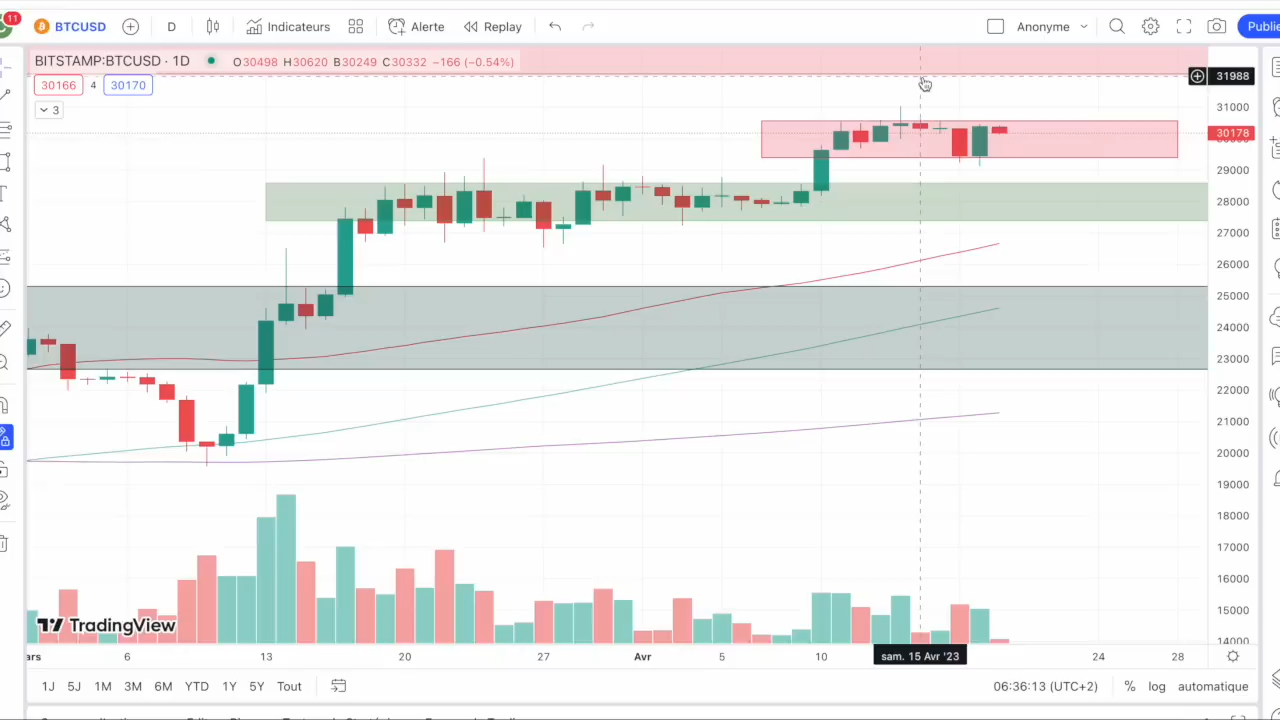 11
BTCUSD
D
Indicateurs
Alerte
Replay
Anonyme
BITSTAMP:BTCUSD · 1D
O30498 H30620 B30249 C30332 −166 (−0.54%)
30166 4 30170
3
31988
31000
30178
29000
28000
27000
26000
25000
24000
23000
22000
21000
20000
19000
18000
17000
16000
15000
14000
TradingView
6 13 20 27 Avr 5 10 sam. 15 Avr '23 24 28
1J 5J 1M 3M 6M YTD 1Y 5Y Tout
06:36:13 (UTC+2) % log automatique